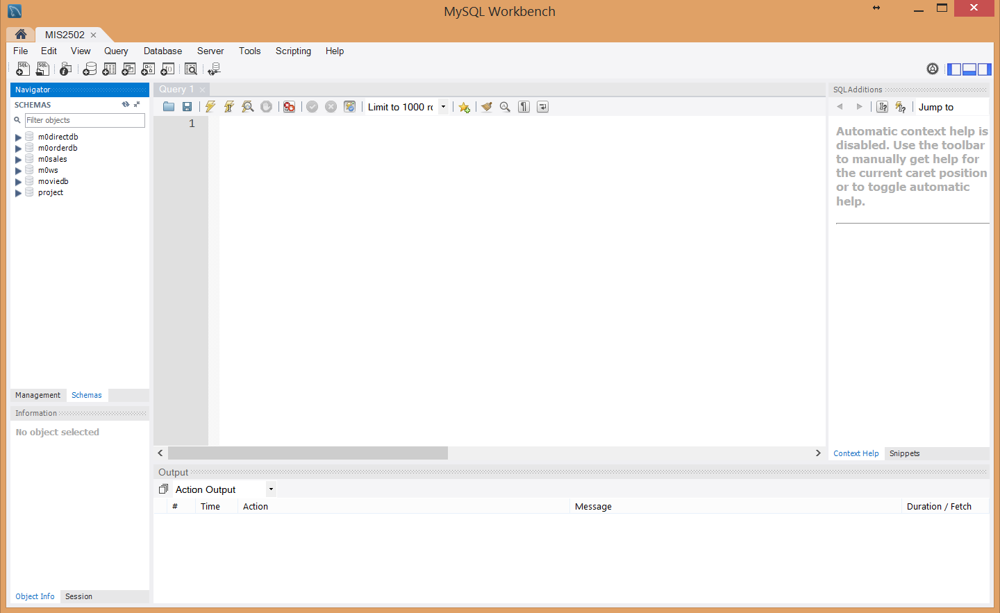 MySQL Workbench
MIS2502
File Edit View Query Database Server Tools Scripting Help
Navigator
SCHEMAS
Filter objects
m0directdb
m0orderdb
m0sales
m0ws
moviedb
project
Management Schemas
Information
No object selected
Object Info Session
Query 1
Limit to 1000 rc
1
Output
Action Output
# Time Action Message Duration / Fetch
SQLAdditions
Jump to
Automatic context help is
disabled. Use the toolbar
to manually get help for
the current caret position
or to toggle automatic
help.
Context Help Snippets